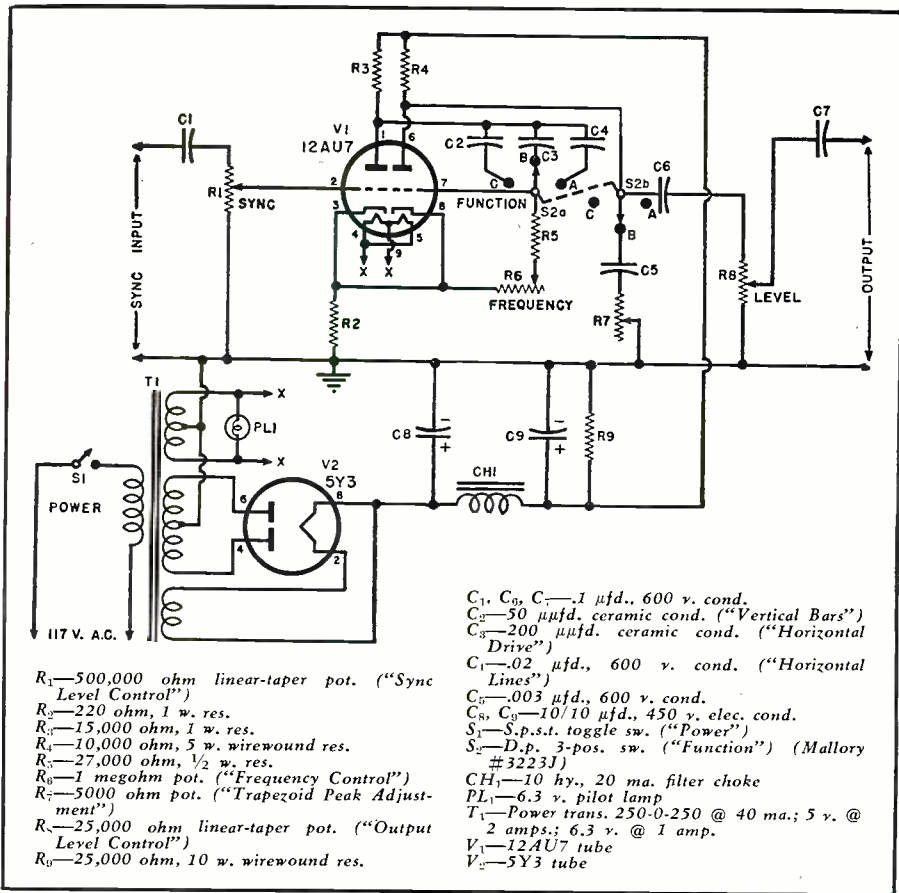 R3
R4
C1
V1
12AU7
1
6
C2
C3
C4
C7
B
C
A
2
7
C6
R1
SYNC
FUNCTION
S2a
S2b
C
A
B
3
8
4
5
9
X X
R5
R6
FREQUENCY
C5
R7
R8
LEVEL
SYNC INPUT
OUTPUT
R2
T1
X
PL1
X
S1
POWER
V2
5Y3
6
8
4
2
C8
CH1
C9
R9
- +
- +
117 V. A.C.
R₁—500,000 ohm linear-taper pot. ("Sync
Level Control")
R₂—220 ohm, 1 w. res.
R₃—15,000 ohm, 1 w. res.
R₄—10,000 ohm, 5 w. wirewound res.
R₅—27,000 ohm, ½ w. res.
R₆—1 megohm pot. ("Frequency Control")
R₇—5000 ohm pot. ("Trapezoid Peak Adjust-
ment")
R₈—25,000 ohm linear-taper pot. ("Output
Level Control")
R₉—25,000 ohm, 10 w. wirewound res.
C₁, C₆, C₇—.1 μfd., 600 v. cond.
C₂—50 μμfd. ceramic cond. ("Vertical Bars")
C₃—200 μμfd. ceramic cond. ("Horizontal
Drive")
C₄—.02 μfd., 600 v. cond. ("Horizontal
Lines")
C₅—.003 μfd., 600 v. cond.
C₈, C₉—10/10 μfd., 450 v. elec. cond.
S₁—S.p.s.t. toggle sw. ("Power")
S₂—D.p. 3-pos. sw. ("Function") (Mallory
#3223J)
CH₁—10 hy., 20 ma. filter choke
PL₁—6.3 v. pilot lamp
T₁—Power trans. 250-0-250 @ 40 ma.; 5 v. @
2 amps.; 6.3 v. @ 1 amp.
V₁—12AU7 tube
V₂—5Y3 tube